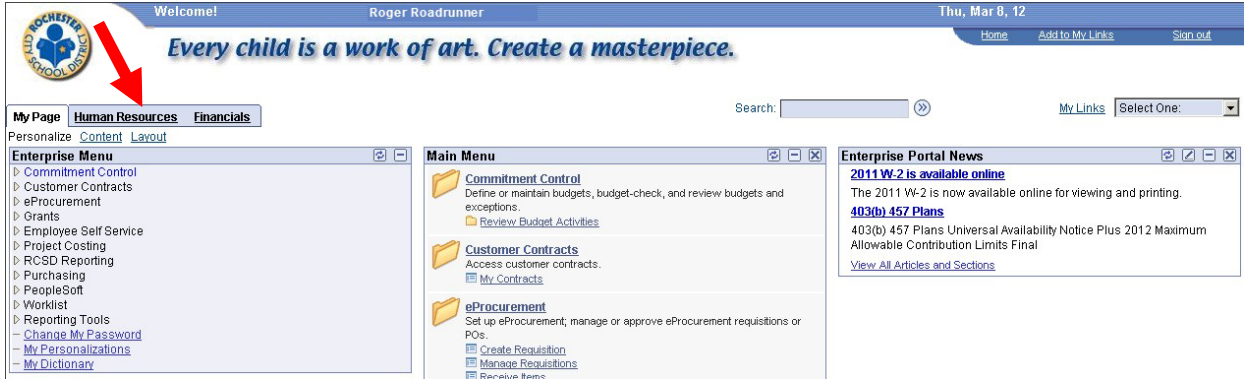 Welcome! Roger Roadrunner Thu, Mar 8, 12
ROCHESTER CITY SCHOOL DISTRICT
Every child is a work of art. Create a masterpiece.
Home Add to My Links Sign out
My Page Human Resources Financials
Search:
My Links Select One:
Personalize Content Layout
Enterprise Menu
Commitment Control
Customer Contracts
eProcurement
Grants
Employee Self Service
Project Costing
RCSD Reporting
Purchasing
PeopleSoft
Worklist
Reporting Tools
– Change My Password
– My Personalizations
– My Dictionary
Main Menu
Commitment Control
Define or maintain budgets, budget-check, and review budgets and
exceptions.
Review Budget Activities
Customer Contracts
Access customer contracts.
My Contracts
eProcurement
Set up eProcurement; manage or approve eProcurement requisitions or
POs.
Create Requisition
Manage Requisitions
Receive Items
Enterprise Portal News
2011 W-2 is available online
The 2011 W-2 is now available online for viewing and printing.
403(b) 457 Plans
403(b) 457 Plans Universal Availability Notice Plus 2012 Maximum
Allowable Contribution Limits Final
View All Articles and Sections